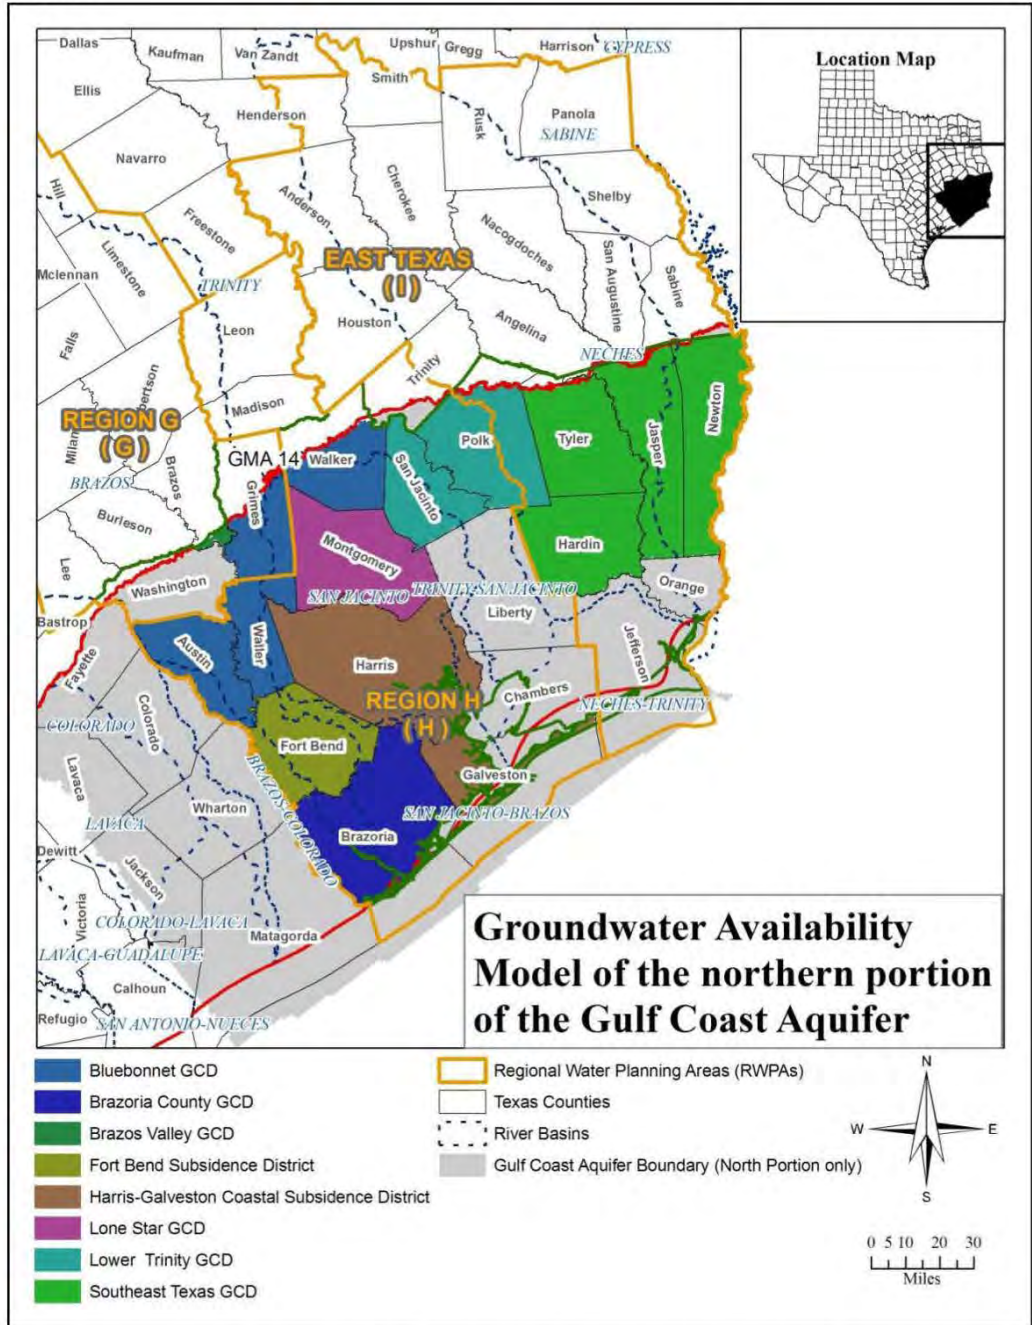 Dallas
Kaufman
Van Zandt
Upshur
Gregg
Harrison
CYPRESS
Location Map
Ellis
Smith
Henderson
Rusk
Panola
SABINE
Navarro
Hill
Anderson
Cherokee
Shelby
Freestone
Limestone
Nacogdoches
San Augustine
Sabine
Mclennan
EAST TEXAS
(I)
TRINITY
Leon
Houston
Angelina
Falls
NECHES
Trinity
Madison
REGION G
(G)
Milam
bertson
Newton
Jasper
Tyler
Polk
GMA 14
Walker
San Jacinto
BRAZOS
Brazos
Grimes
Burleson
Hardin
Montgomery
Lee
Washington
TRINITY-SAN JACINTO
Orange
SAN JACINTO
Liberty
Bastrop
Austin
Waller
Jefferson
Fayette
Harris
Chambers
REGION H
(H)
NECHES-TRINITY
Colorado
COLORADO
Fort Bend
Lavaca
Galveston
BRAZOS-COLORADO
Wharton
SAN JACINTO-BRAZOS
LAVACA
Brazoria
Dewitt
Jackson
Victoria
COLORADO-LAVACA
Matagorda
LAVACA-GUADALUPE
Calhoun
Refugio
SAN ANTONIO-NUECES
Groundwater Availability
Model of the northern portion
of the Gulf Coast Aquifer
Bluebonnet GCD
Brazoria County GCD
Brazos Valley GCD
Fort Bend Subsidence District
Harris-Galveston Coastal Subsidence District
Lone Star GCD
Lower Trinity GCD
Southeast Texas GCD
Regional Water Planning Areas (RWPAs)
Texas Counties
River Basins
Gulf Coast Aquifer Boundary (North Portion only)
N
W E
S
0 5 10 20 30
Miles